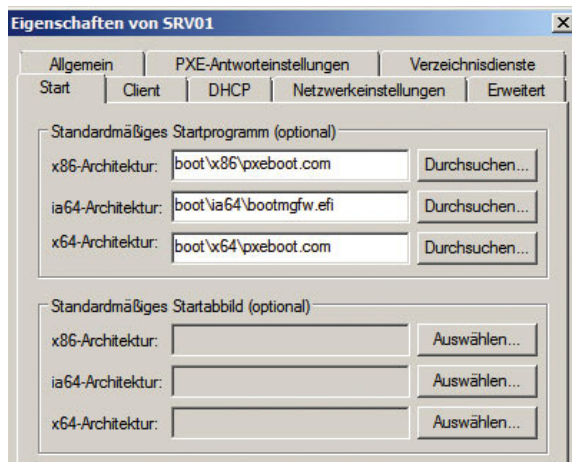 Eigenschaften von SRV01
Allgemein PXE-Antworteinstellungen Verzeichnisdienste
Start Client DHCP Netzwerkeinstellungen Erweitert
Standardmäßiges Startprogramm (optional)
x86-Architektur: boot\x86\pxeboot.com Durchsuchen...
ia64-Architektur: boot\ia64\bootmgfw.efi Durchsuchen...
x64-Architektur: boot\x64\pxeboot.com Durchsuchen...
Standardmäßiges Startabbild (optional)
x86-Architektur: Auswählen...
ia64-Architektur: Auswählen...
x64-Architektur: Auswählen...